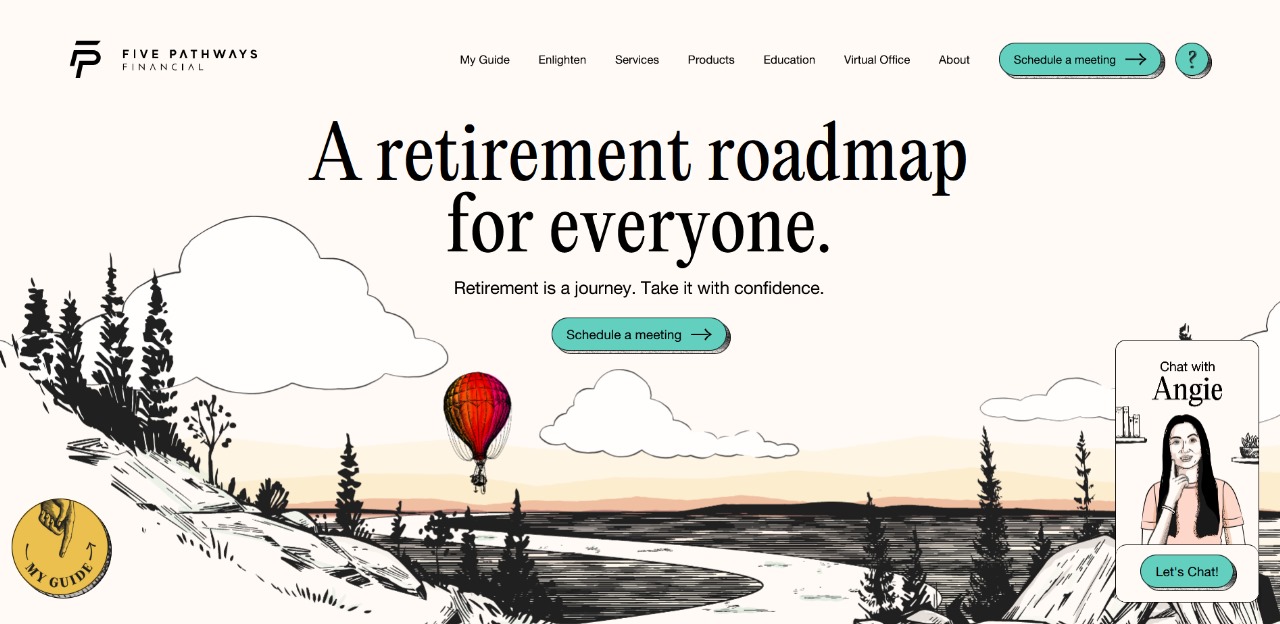 FIVE PATHWAYS
FINANCIAL
My Guide
Enlighten
Services
Products
Education
Virtual Office
About
Schedule a meeting
?
A retirement roadmap
for everyone.
Retirement is a journey. Take it with confidence.
Schedule a meeting
Chat with
Angie
Let's Chat!
MY GUIDE